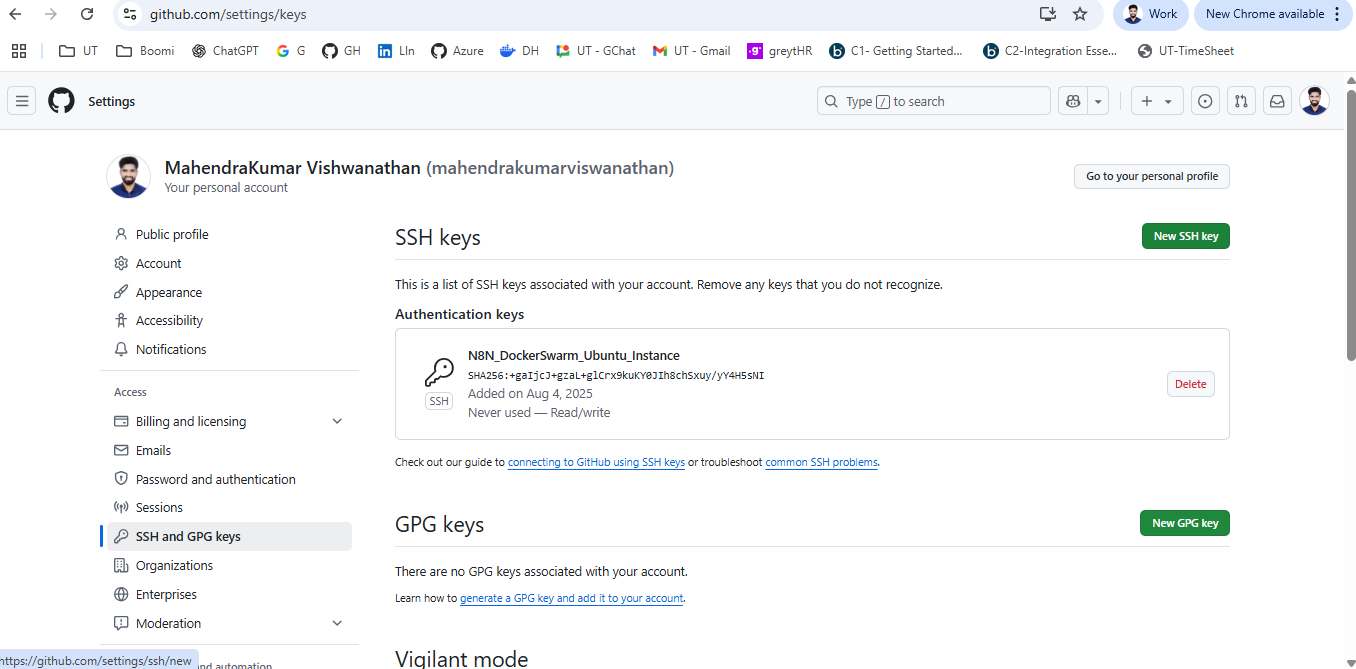 github.com/settings/keys
Work
New Chrome available
UT
Boomi
ChatGPT
G
GH
LIn
Azure
DH
UT - GChat
UT - Gmail
greytHR
C1- Getting Started...
C2-Integration Esse...
UT-TimeSheet
Settings
Type / to search
MahendraKumar Vishwanathan (mahendrakumarviswanathan)
Your personal account
Go to your personal profile
Public profile
Account
Appearance
Accessibility
Notifications
Access
Billing and licensing
Emails
Password and authentication
Sessions
SSH and GPG keys
Organizations
Enterprises
Moderation
https://github.com/settings/ssh/new
and automation
SSH keys
New SSH key
This is a list of SSH keys associated with your account. Remove any keys that you do not recognize.
Authentication keys
N8N_DockerSwarm_Ubuntu_Instance
SHA256:+gaIjcJ+gzaL+glCrx9kuKY0JIh8chSxuy/yY4H5sNI
Added on Aug 4, 2025
Never used — Read/write
SSH
Delete
Check out our guide to connecting to GitHub using SSH keys or troubleshoot common SSH problems.
GPG keys
New GPG key
There are no GPG keys associated with your account.
Learn how to generate a GPG key and add it to your account.
Vigilant mode